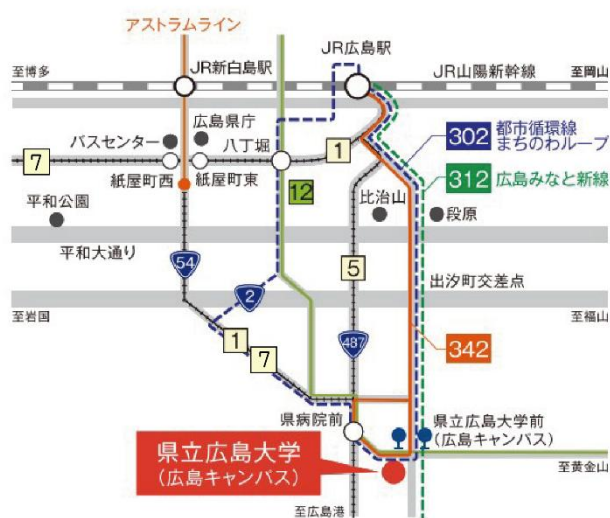 アストラムライン
JR広島駅
JR新白島駅
JR山陽新幹線
至博多
至岡山
広島県庁
バスセンター
八丁堀
1
302 都市循環線
まちのわループ
7
紙屋町西
紙屋町東
12
312 広島みなと新線
平和公園
比治山
段原
平和大通り
54
5
出汐町交差点
2
至岩国
至福山
1
7
487
342
県病院前
県立広島大学前
(広島キャンパス)
県立広島大学
(広島キャンパス)
至黄金山
至広島港